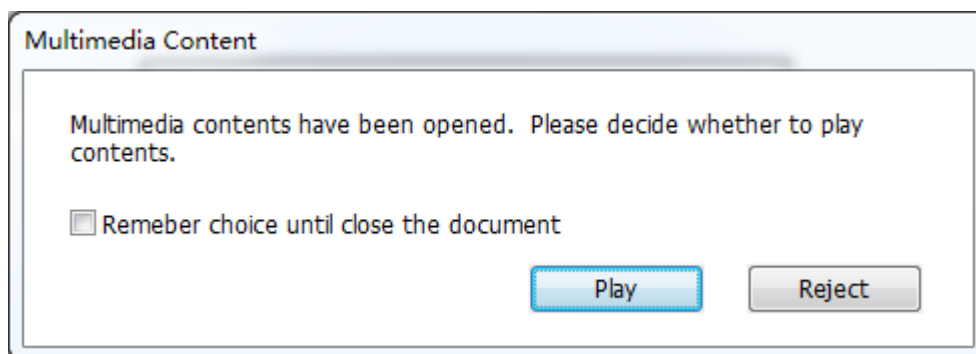 Multimedia Content
Multimedia contents have been opened.  Please decide whether to play
contents.
Remeber choice until close the document
Play
Reject